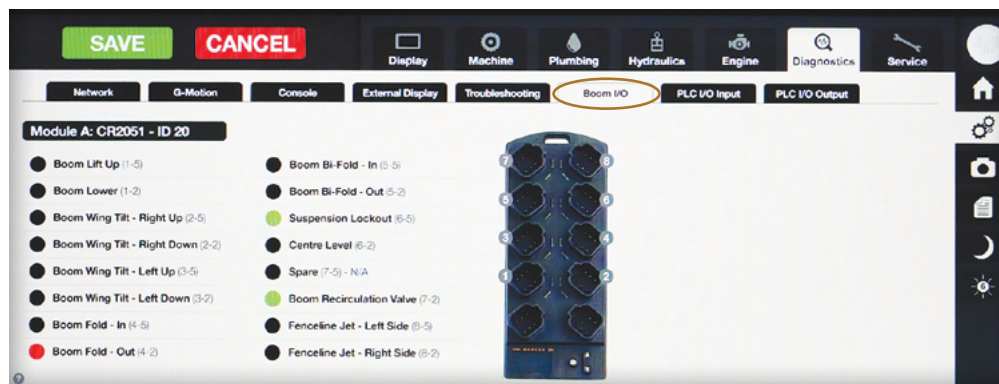 SAVE CANCEL
Display Machine Plumbing Hydraulics Engine Diagnostics Service
Network G-Motion Console External Display Troubleshooting Boom I/O PLC I/O Input PLC I/O Output
Module A: CR2051 - ID 20
Boom Lift Up (1-5)
Boom Lower (1-2)
Boom Wing Tilt - Right Up (2-5)
Boom Wing Tilt - Right Down (2-2)
Boom Wing Tilt - Left Up (3-5)
Boom Wing Tilt - Left Down (3-2)
Boom Fold - In (4-5)
Boom Fold - Out (4-2)
Boom Bi-Fold - In (5-5)
Boom Bi-Fold - Out (5-2)
Suspension Lockout (6-5)
Centre Level (6-2)
Spare (7-5) - N/A
Boom Recirculation Valve (7-2)
Fenceline Jet - Left Side (8-5)
Fenceline Jet - Right Side (8-2)
7 8
5 6
3 4
1 2
6
?